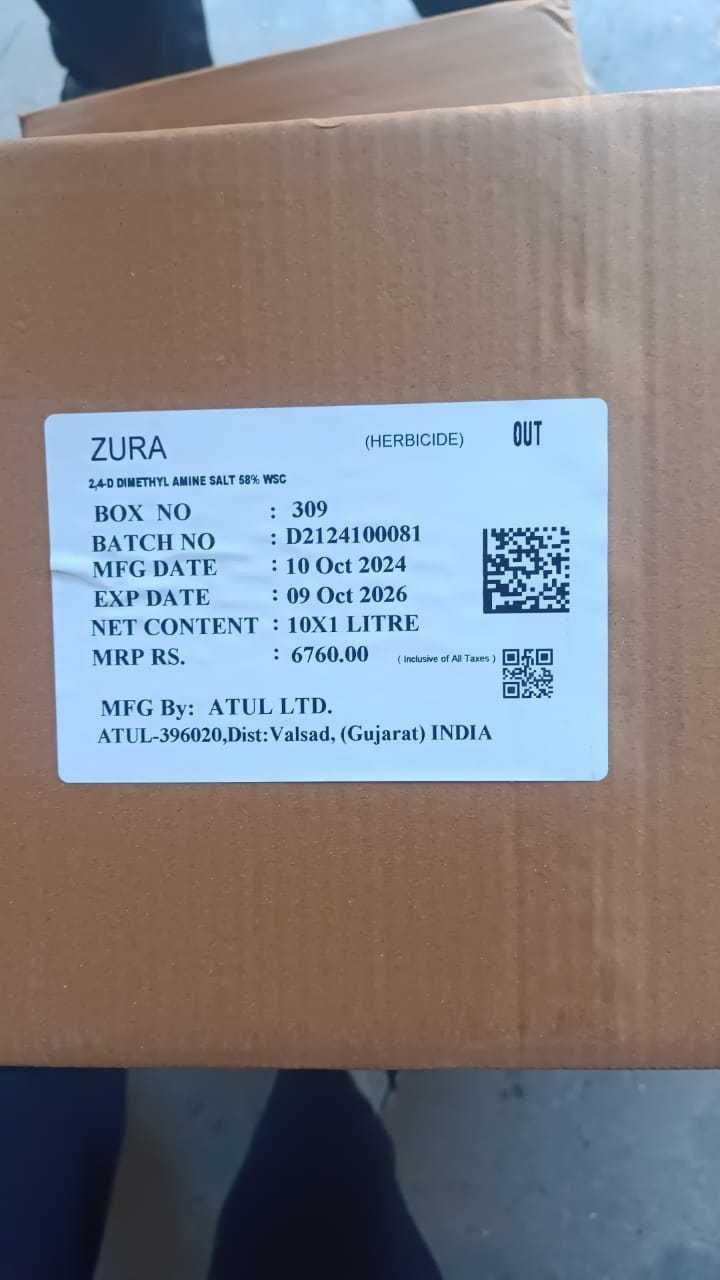 ZURA (HERBICIDE) OUT
2,4-D DIMETHYL AMINE SALT 58% WSC
BOX NO : 309
BATCH NO : D2124100081
MFG DATE : 10 Oct 2024
EXP DATE : 09 Oct 2026
NET CONTENT : 10X1 LITRE
MRP RS. : 6760.00 ( Inclusive of All Taxes )
MFG By: ATUL LTD.
ATUL-396020,Dist:Valsad, (Gujarat) INDIA